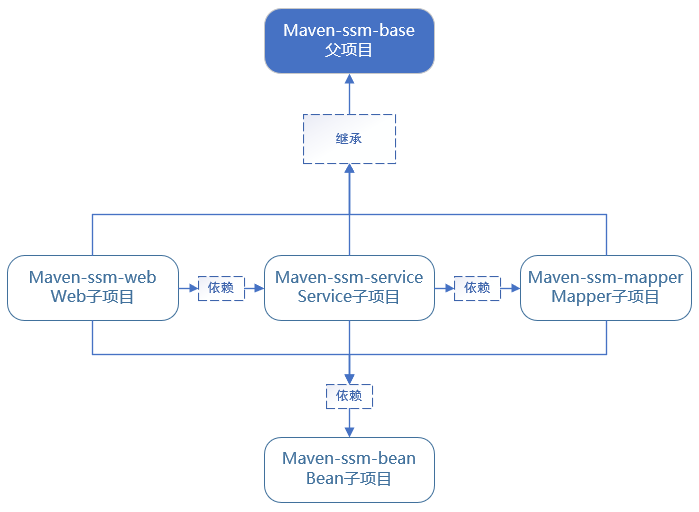 Maven-ssm-base
父项目
继承
Maven-ssm-web
Web子项目
依赖
Maven-ssm-service
Service子项目
依赖
Maven-ssm-mapper
Mapper子项目
依赖
Maven-ssm-bean
Bean子项目